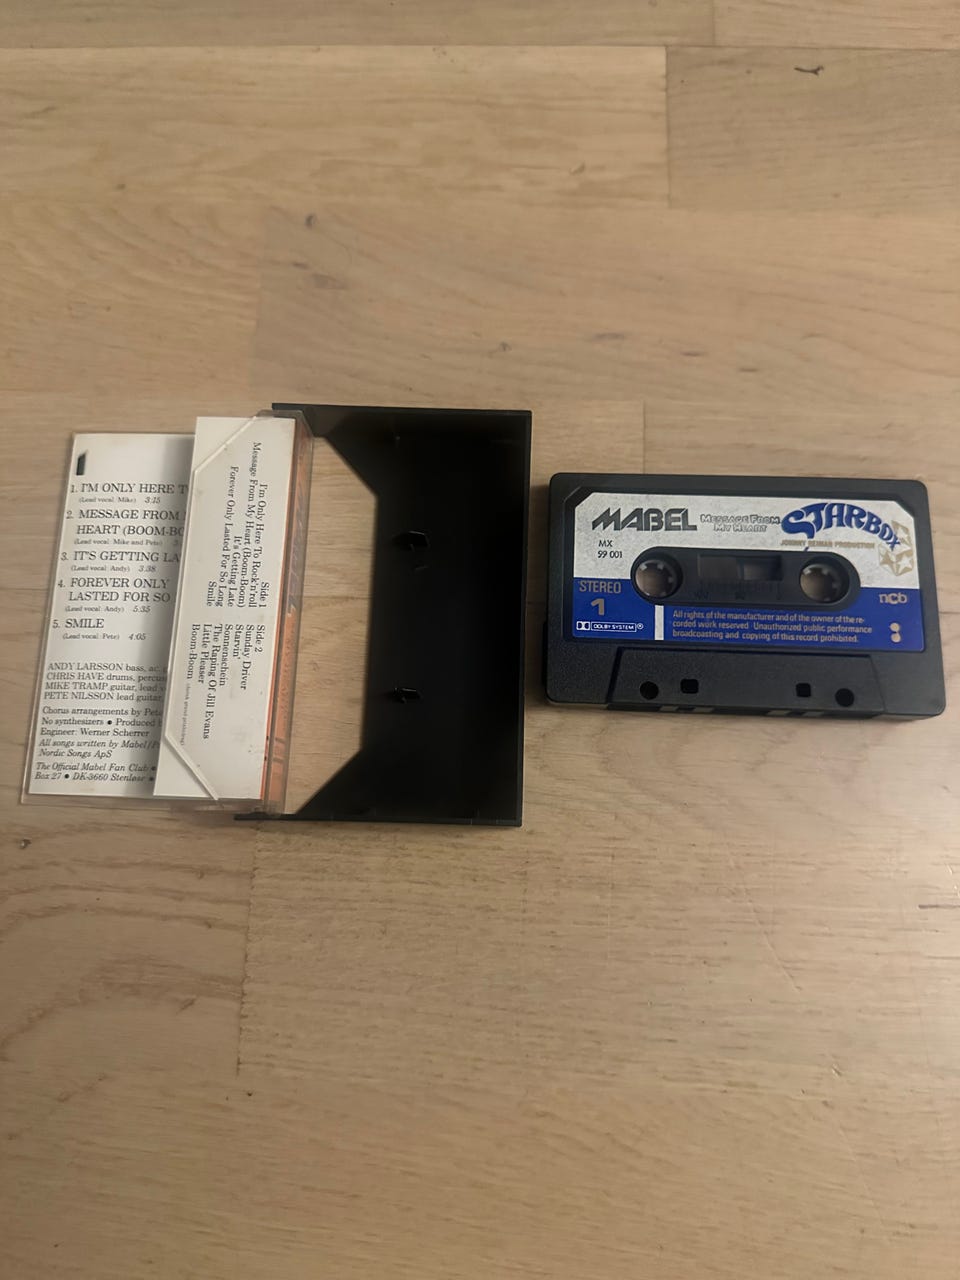 1. I'M ONLY HERE T
(Lead vocal: Mike) 3:15
2. MESSAGE FROM
HEART (BOOM-BO
(Lead vocal: Mike and Pete)
3. IT'S GETTING LA
(Lead vocal: Andy) 3:38
4. FOREVER ONLY
LASTED FOR SO
(Lead vocal: Andy) 5:35
5. SMILE
(Lead vocal: Pete) 4:05
ANDY LARSSON bass, ac.
CHRIS HAVE drums, percus
MIKE TRAMP guitar, lead v
PETE NILSSON lead guitar,
Chorus arrangements by Pete
No synthesizers • Produced b
Engineer: Werner Scherrer
All songs written by Mabel/
Nordic Songs ApS
The Official Mabel Fan Club •
Box 27 • DK-3660 Stenløse •
Side 1
I'm Only Here To Rock'n'roll
Message From My Heart (Boom-Boom)
It's Getting Late
Forever Only Lasted For So Long
Smile
Side 2
Sunday Driver
Starvin'
Sonnenschein
The Raping Of Jill Evans
Little Pleaser
Boom-Boom
MABEL
MESSAGE FROM
MY HEART
STARBOX
JOHNNY REIMAR PRODUCTION
MX
59 001
STEREO
1
DOLBY SYSTEM®
ncb
All rights of the manufacturer and of the owner of the re-
corded work reserved Unauthorized public performance
broadcasting and copying of this record prohibited.